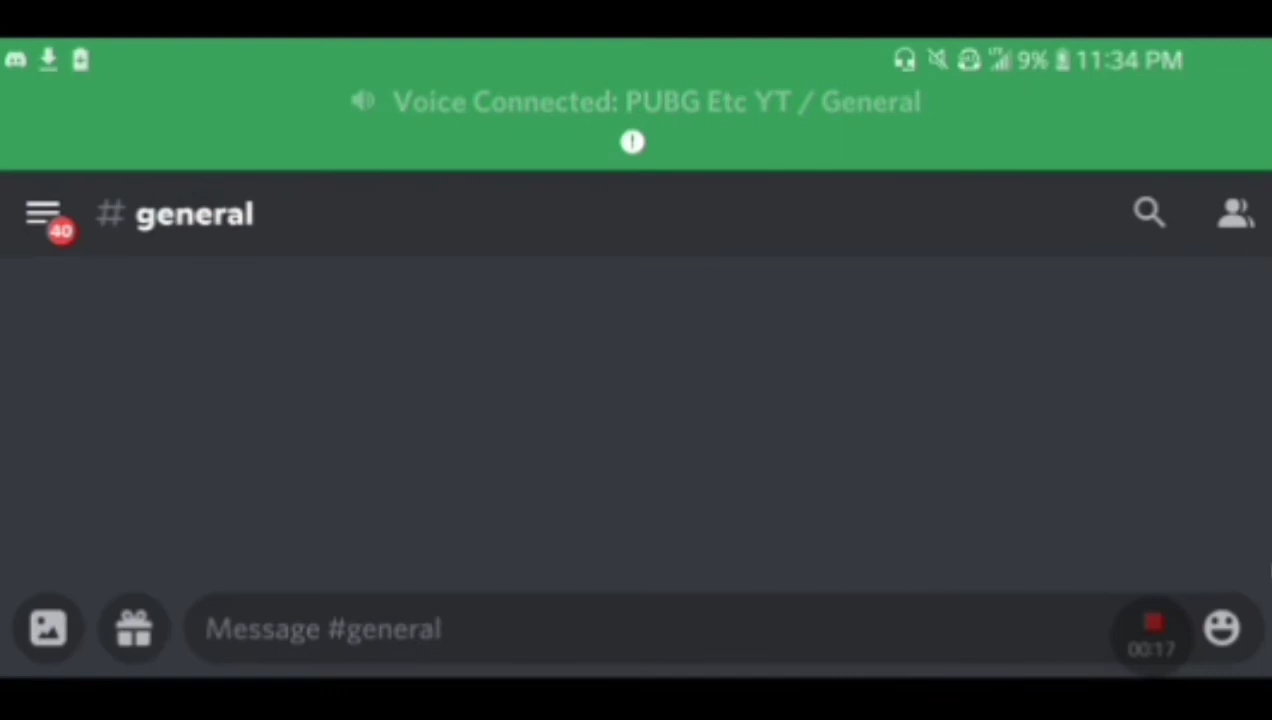 9% 11:34 PM
Voice Connected: PUBG Etc YT / General
40 # general
Message #general
00:17